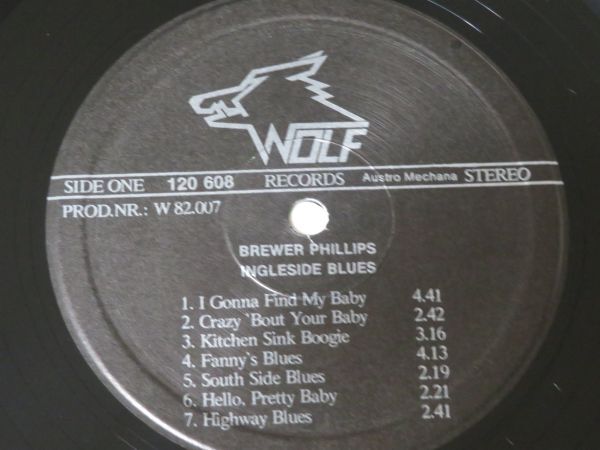 WOLF
SIDE ONE 120 608 RECORDS Austro Mechana STEREO
PROD.NR.: W 82.007
BREWER PHILLIPS
INGLESIDE BLUES
1. I Gonna Find My Baby 4.41
2. Crazy 'Bout Your Baby 2.42
3. Kitchen Sink Boogie 3.16
4. Fanny's Blues 4.13
5. South Side Blues 2.19
6. Hello, Pretty Baby 2.21
7. Highway Blues 2.41